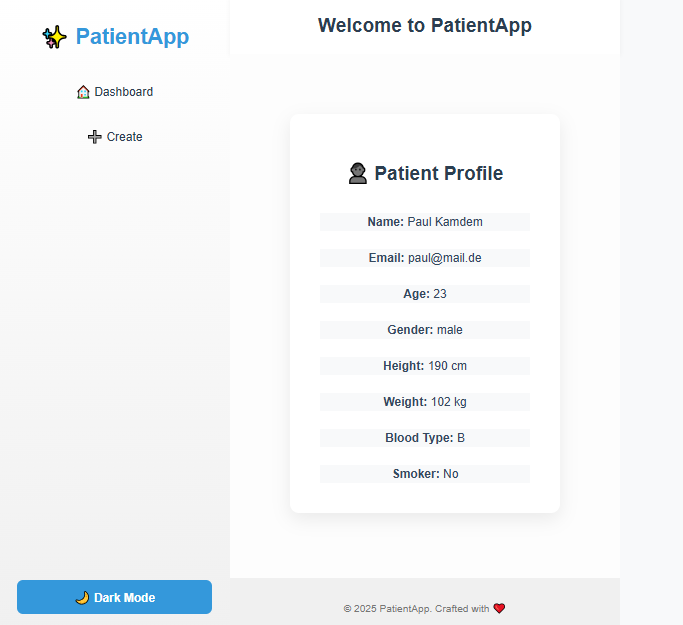 ✨ PatientApp
🏠 Dashboard
➕ Create
🌙 Dark Mode
Welcome to PatientApp
👤 Patient Profile
Name: Paul Kamdem
Email: paul@mail.de
Age: 23
Gender: male
Height: 190 cm
Weight: 102 kg
Blood Type: B
Smoker: No
© 2025 PatientApp. Crafted with ❤️